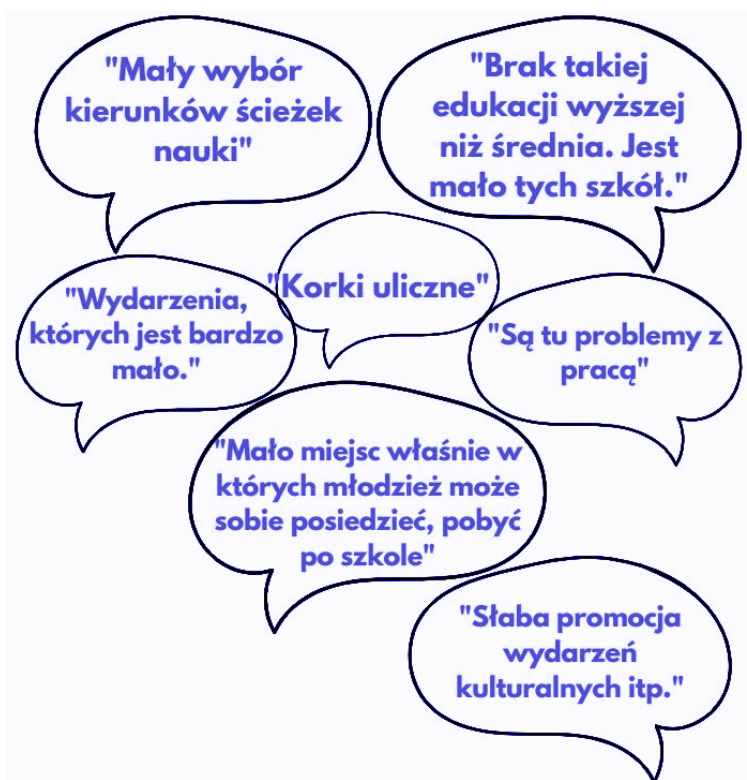 "Mały wybór
kierunków ścieżek
nauki"
"Brak takiej
edukacji wyższej
niż średnia. Jest
mało tych szkół."
"Korki uliczne"
"Wydarzenia,
których jest bardzo
mało."
"Są tu problemy z
pracą"
"Mało miejsc właśnie w
których młodzież może
sobie posiedzieć, pobyć
po szkole"
"Słaba promocja
wydarzeń
kulturalnych itp."